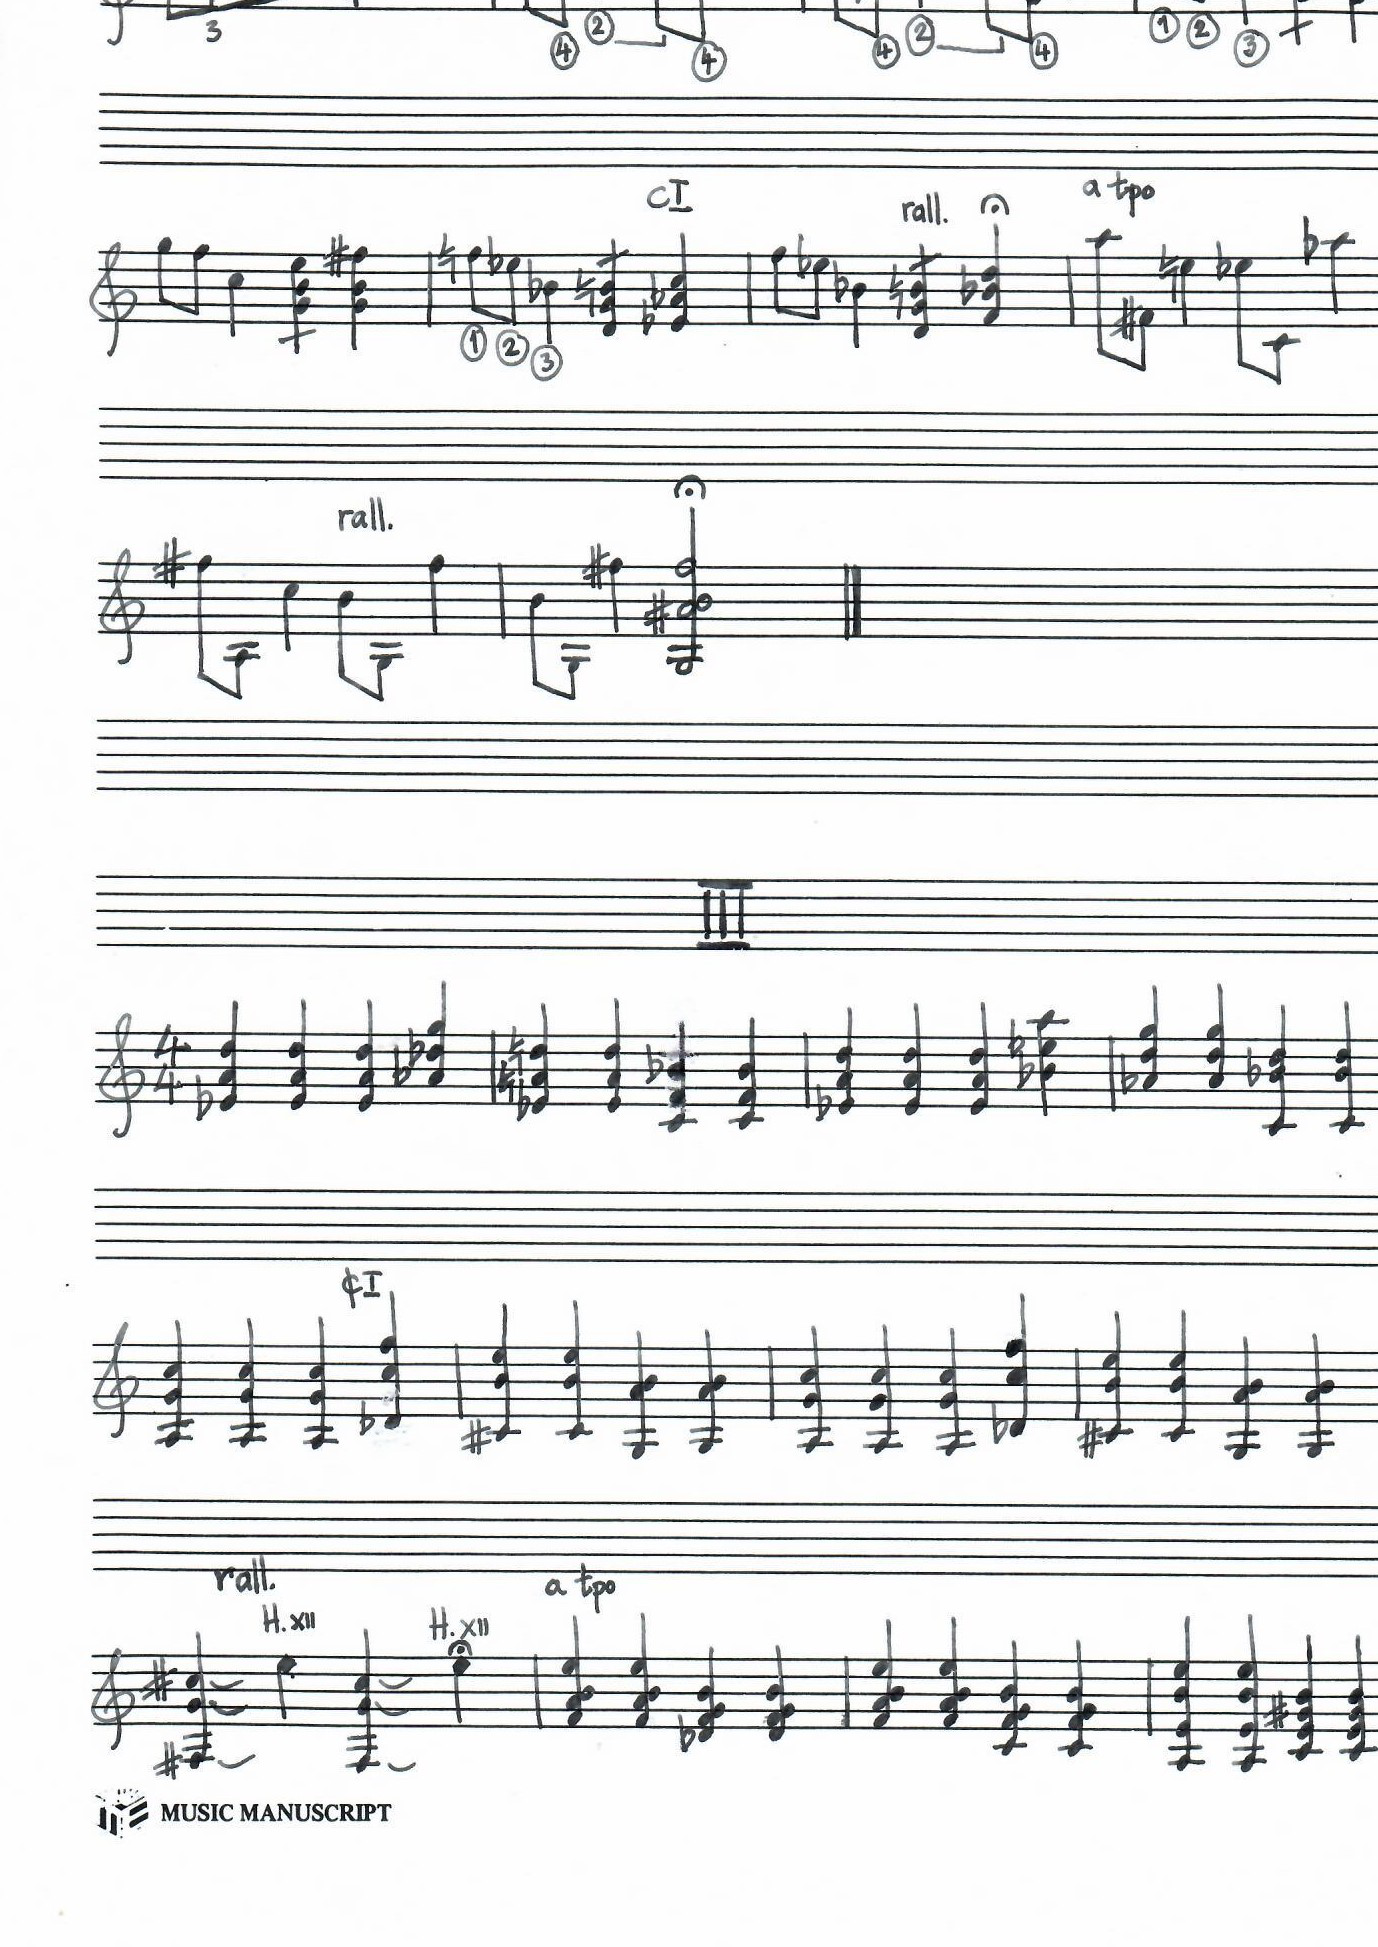 3 4 2 4 4 2 4 1 2 3
CI rall. a tpo
1 2 3
rall.
III
4
4
¢I
rall. a tpo
H.XII H.XII
MUSIC MANUSCRIPT